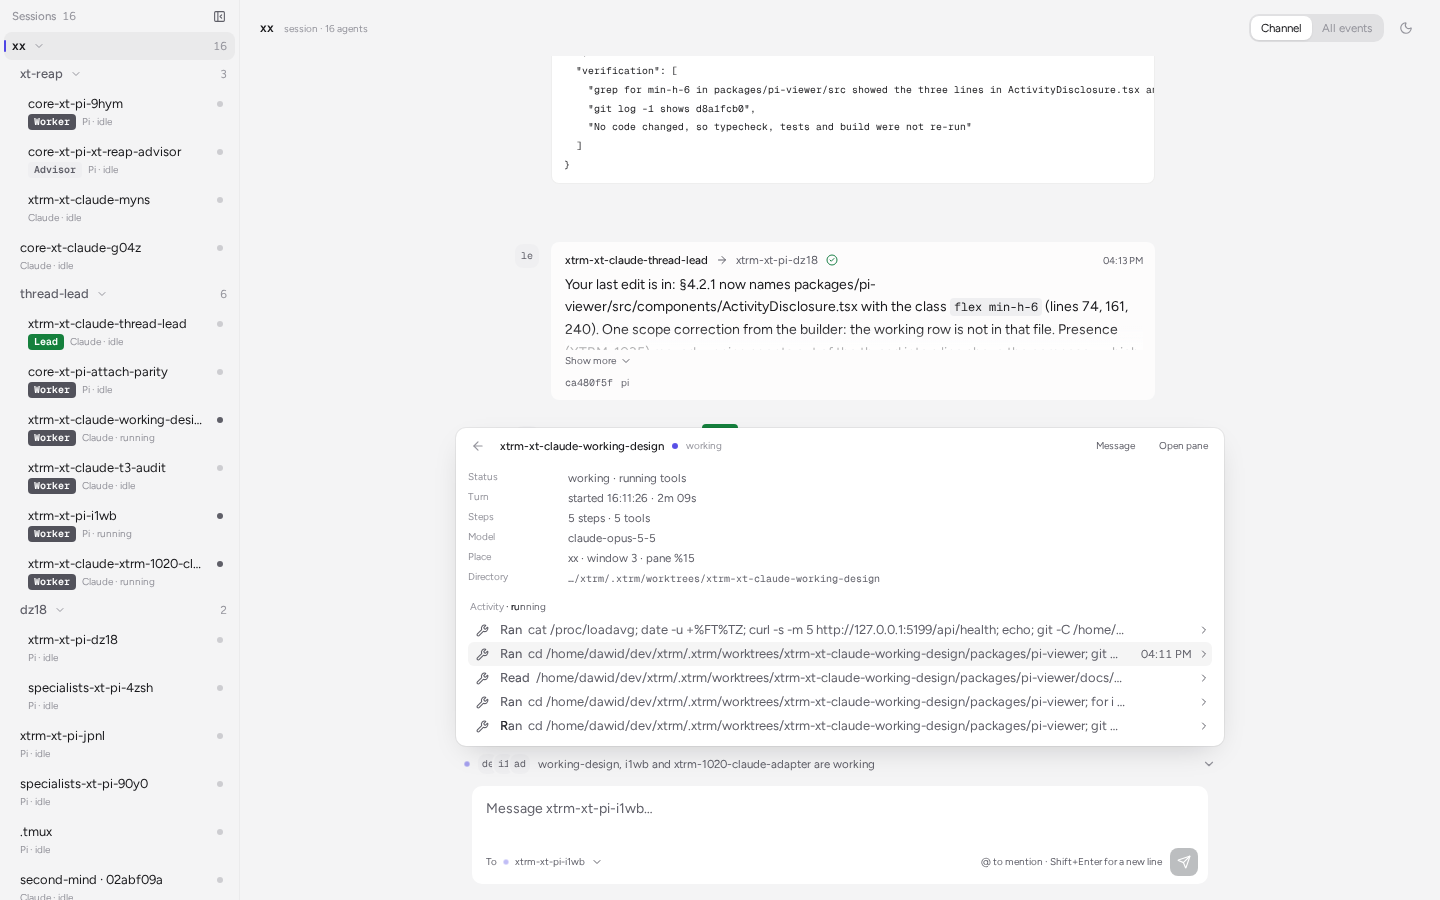 Sessions 16
xx 16
xt-reap 3
core-xt-pi-9hym
Worker Pi · idle
core-xt-pi-xt-reap-advisor
Advisor Pi · idle
xtrm-xt-claude-myns
Claude · idle
core-xt-claude-g04z
Claude · idle
thread-lead 6
xtrm-xt-claude-thread-lead
Lead Claude · idle
core-xt-pi-attach-parity
Worker Pi · idle
xtrm-xt-claude-working-desi...
Worker Claude · running
xtrm-xt-claude-t3-audit
Worker Claude · idle
xtrm-xt-pi-i1wb
Worker Pi · running
xtrm-xt-claude-xtrm-1020-cl...
Worker Claude · running
dz18 2
xtrm-xt-pi-dz18
Pi · idle
specialists-xt-pi-4zsh
Pi · idle
xtrm-xt-pi-jpnl
Pi · idle
specialists-xt-pi-90y0
Pi · idle
.tmux
Pi · idle
second-mind · 02abf09a
Claude · idle
xx session · 16 agents
Channel All events
"verification": [
"grep for min-h-6 in packages/pi-viewer/src showed the three lines in ActivityDisclosure.tsx
"git log -1 shows d8a1fcb0",
"No code changed, so typecheck, tests and build were not re-run"
]
}
le
xtrm-xt-claude-thread-lead → xtrm-xt-pi-dz18 04:13 PM
Your last edit is in: §4.2.1 now names packages/pi-
viewer/src/components/ActivityDisclosure.tsx with the class flex min-h-6 (lines 74, 161,
240). One scope correction from the builder: the working row is not in that file. Presence
Show more
ca480f5f pi
xtrm-xt-claude-working-design working Message Open pane
Status working · running tools
Turn started 16:11:26 · 2m 09s
Steps 5 steps · 5 tools
Model claude-opus-5-5
Place xx · window 3 · pane %15
Directory …/xtrm/.xtrm/worktrees/xtrm-xt-claude-working-design
Activity · running
Ran cat /proc/loadavg; date -u +%FT%TZ; curl -s -m 5 http://127.0.0.1:5199/api/health; echo; git -C /home/...
Ran cd /home/dawid/dev/xtrm/.xtrm/worktrees/xtrm-xt-claude-working-design/packages/pi-viewer; git ... 04:11 PM
Read /home/dawid/dev/xtrm/.xtrm/worktrees/xtrm-xt-claude-working-design/packages/pi-viewer/docs/...
Ran cd /home/dawid/dev/xtrm/.xtrm/worktrees/xtrm-xt-claude-working-design/packages/pi-viewer; for i ...
Ran cd /home/dawid/dev/xtrm/.xtrm/worktrees/xtrm-xt-claude-working-design/packages/pi-viewer; git ...
de i1 ad working-design, i1wb and xtrm-1020-claude-adapter are working
Message xtrm-xt-pi-i1wb...
To xtrm-xt-pi-i1wb @ to mention · Shift+Enter for a new line